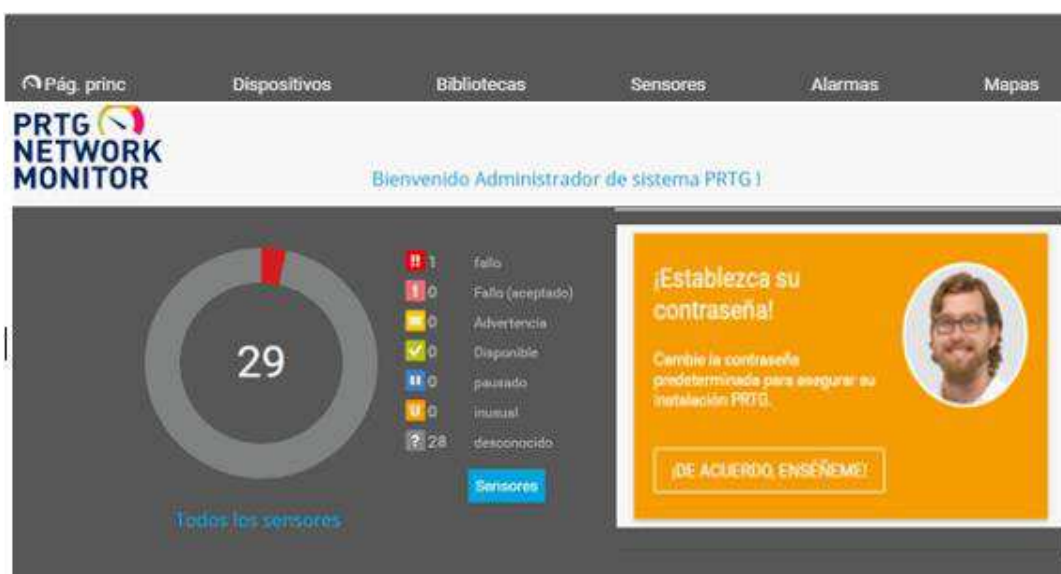 Pág. princ
Dispositivos
Bibliotecas
Sensores
Alarmas
Mapas
PRTG
NETWORK
MONITOR
Bienvenido Administrador de sistema PRTG !
29
!! 1 fallo
! 0 Fallo (aceptado)
0 Advertencia
0 Disponible
0 pausado
U 0 inusual
? 28 desconocido
Sensores
Todos los sensores
¡Establezca su
contraseña!
Cambie la contraseña
predeterminada para asegurar su
instalación PRTG.
¡DE ACUERDO, ENSÉÑEME!